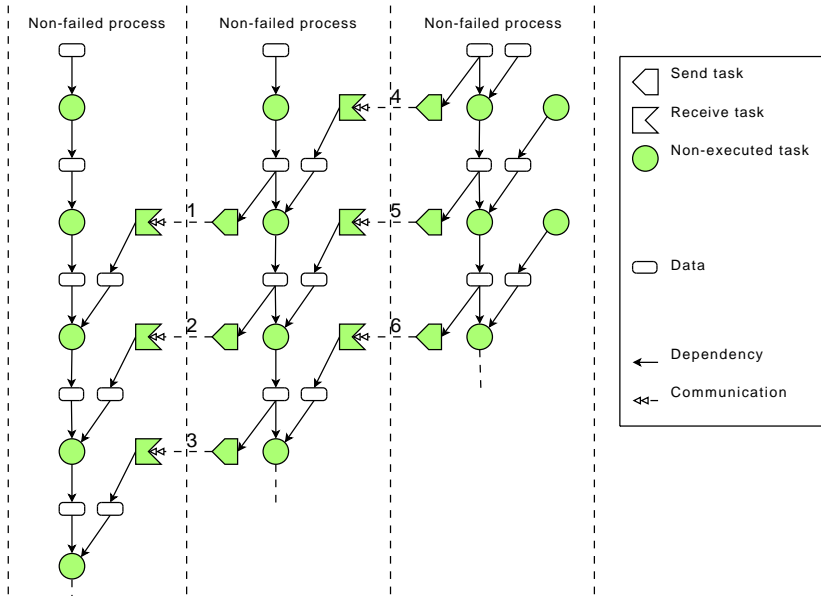 Non-failed process
Non-failed process
Non-failed process
4
1
5
2
6
3
Send task
Receive task
Non-executed task
Data
Dependency
Communication